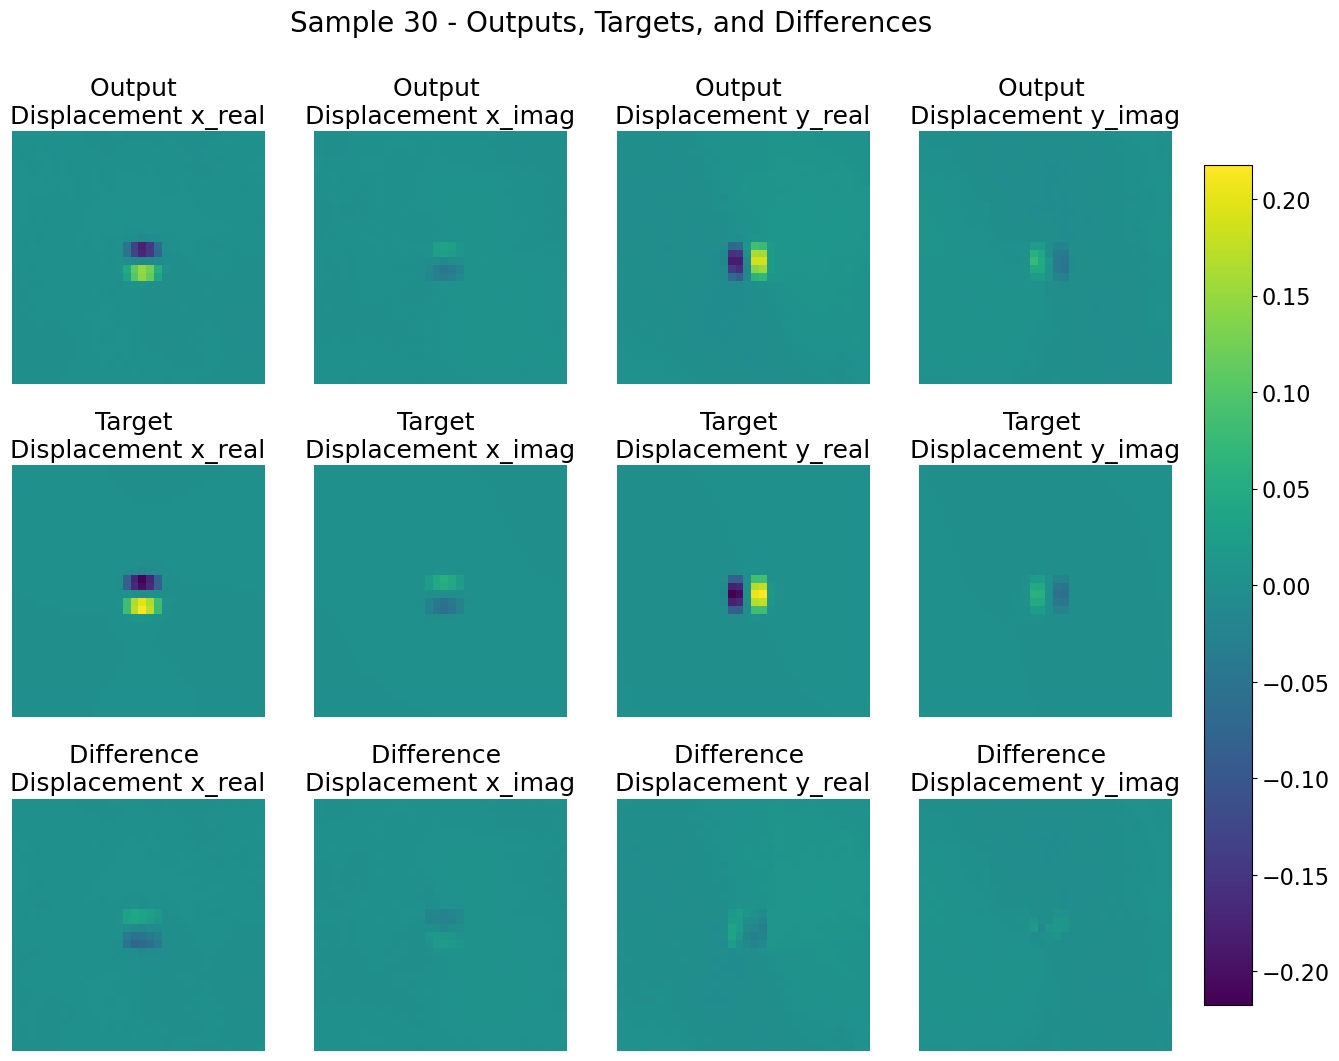 Sample 30 - Outputs, Targets, and Differences
Output
Displacement x_real
Output
Displacement x_imag
Output
Displacement y_real
Output
Displacement y_imag
Target
Displacement x_real
Target
Displacement x_imag
Target
Displacement y_real
Target
Displacement y_imag
Difference
Displacement x_real
Difference
Displacement x_imag
Difference
Displacement y_real
Difference
Displacement y_imag
0.20
0.15
0.10
0.05
0.00
−0.05
−0.10
−0.15
−0.20